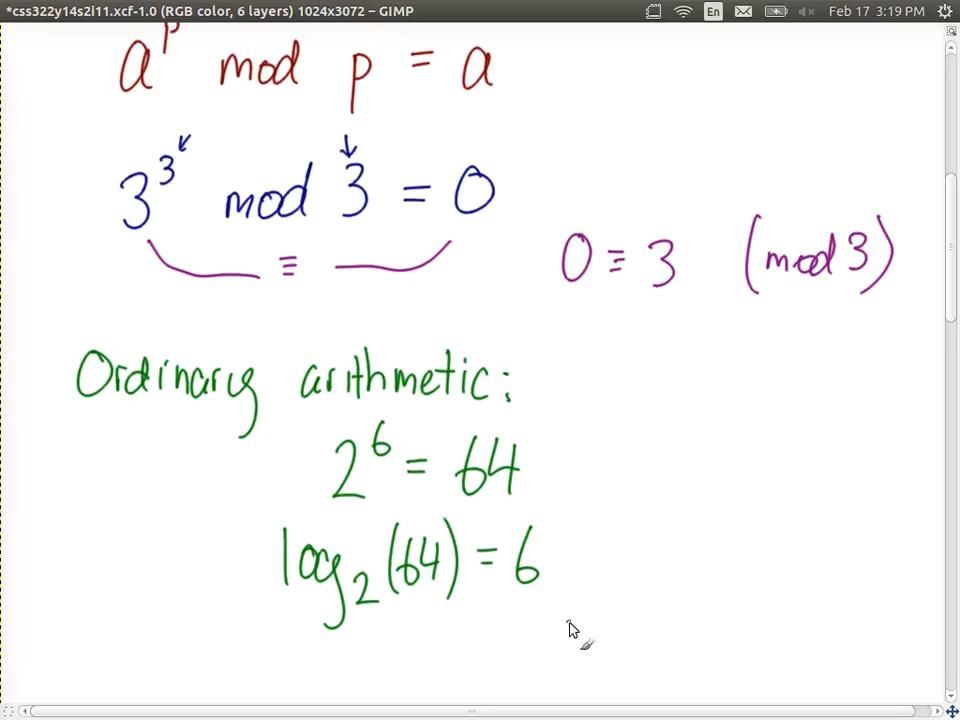 *css322y14s2i11.xcf-1.0 (RGB color, 6 layers) 1024x3072 – GIMP En Feb 17 3:19 PM
a^p mod p = a
3^3 mod 3 = 0
≡
0 ≡ 3 (mod 3)
Ordinary arithmetic:
2^6 = 64
log_2(64) = 6